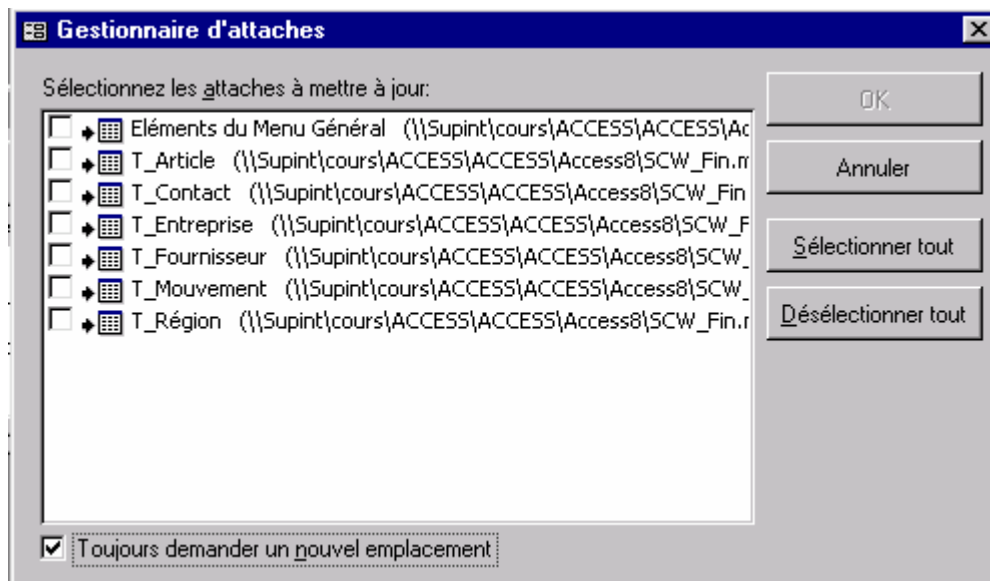 Gestionnaire d'attaches
Sélectionnez les attaches à mettre à jour:
Eléments du Menu Général (\\Supint\cours\ACCESS\ACCESS\Ac
T_Article (\\Supint\cours\ACCESS\ACCESS\Access8\SCW_Fin.m
T_Contact (\\Supint\cours\ACCESS\ACCESS\Access8\SCW_Fin
T_Entreprise (\\Supint\cours\ACCESS\ACCESS\Access8\SCW_F
T_Fournisseur (\\Supint\cours\ACCESS\ACCESS\Access8\SCW_
T_Mouvement (\\Supint\cours\ACCESS\ACCESS\Access8\SCW_
T_Région (\\Supint\cours\ACCESS\ACCESS\Access8\SCW_Fin.r
OK
Annuler
Sélectionner tout
Désélectionner tout
Toujours demander un nouvel emplacement